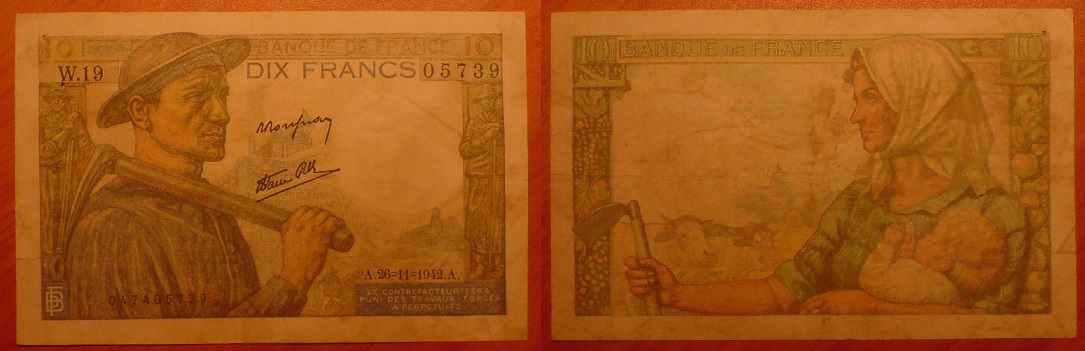 10 BANQUE DE FRANCE 10
W.19 DIX FRANCS 05739
A.26=11=1942.A.
LE CONTREFACTEUR SERA
PUNI DES TRAVAUX FORCÉS
A PERPÉTUITÉ
047405739
10 BANQUE DE FRANCE 10